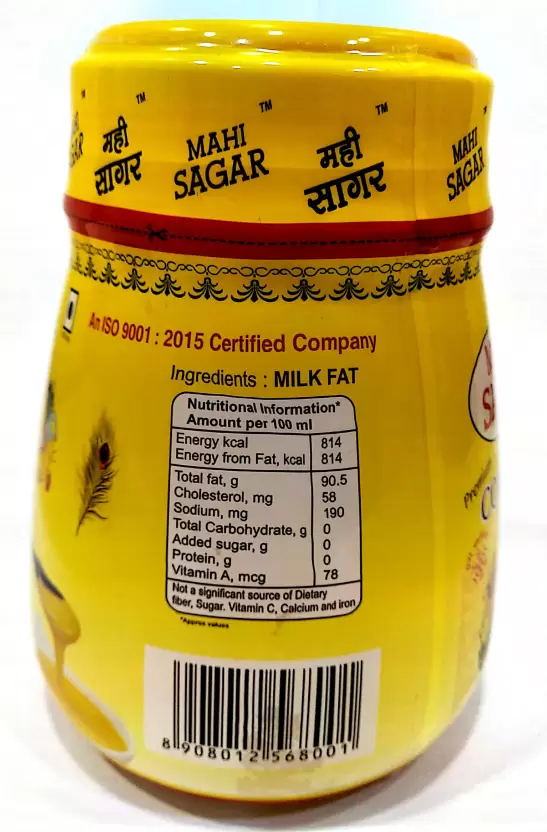 मही सागर TM
MAHI SAGAR TM
मही सागर TM
MAHI SAGAR
An ISO 9001 : 2015 Certified Company
Ingredients : MILK FAT
Nutritional Information*
Amount per 100 ml
Energy kcal 814
Energy from Fat, kcal 814
Total fat, g 90.5
Cholesterol, mg 58
Sodium, mg 190
Total Carbohydrate, g 0
Added sugar, g 0
Protein, g 0
Vitamin A, mcg 78
Not a significant source of Dietary
fiber, Sugar. Vitamin C, Calcium and iron
*Approx values
8 908012 568001